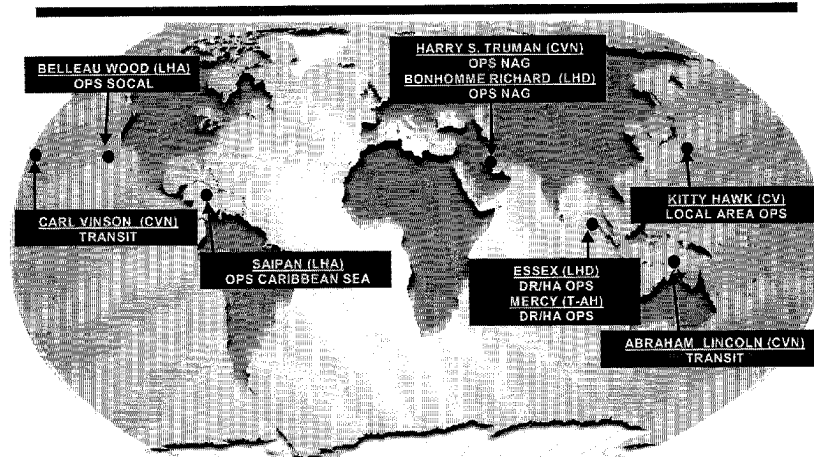 HARRY S. TRUMAN (CVN)
OPS NAG
BONHOMME RICHARD (LHD)
OPS NAG
BELLEAU WOOD (LHA)
OPS SOCAL
KITTY HAWK (CV)
LOCAL AREA OPS
CARL VINSON (CVN)
TRANSIT
SAIPAN (LHA)
OPS CARIBBEAN SEA
ESSEX (LHD)
DR/HA OPS
MERCY (T-AH)
DR/HA OPS
ABRAHAM LINCOLN (CVN)
TRANSIT